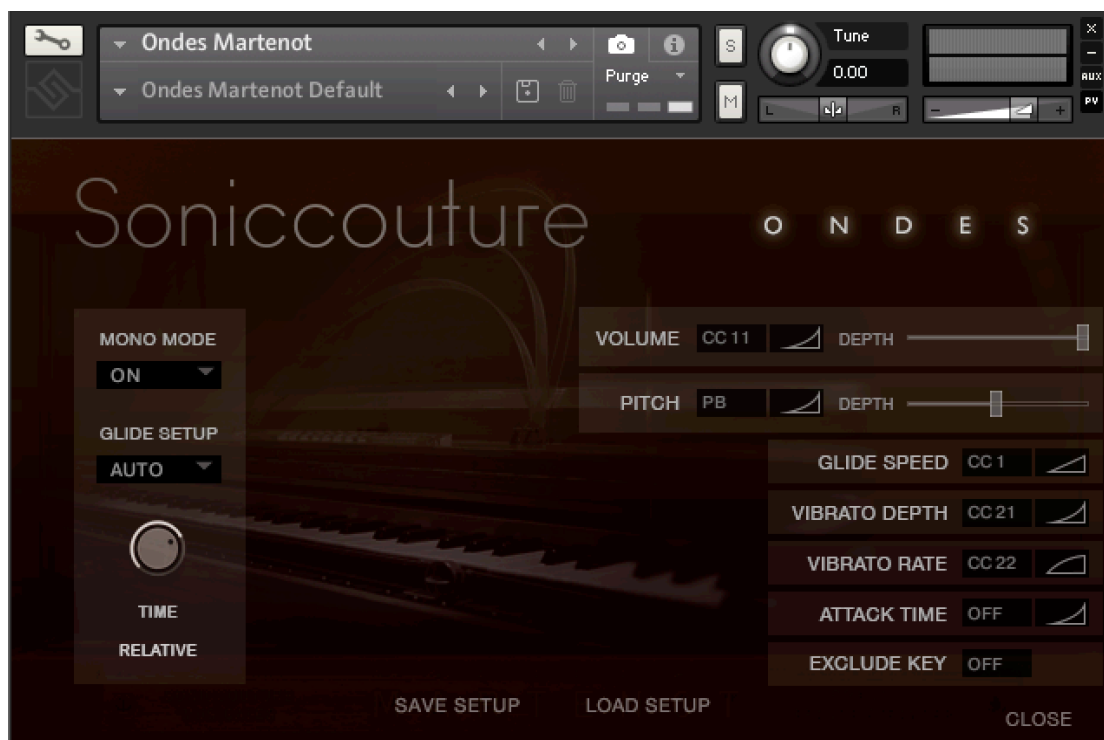 Ondes Martenot
Ondes Martenot Default
Purge
S
M
Tune
0.00
L R
- +
×
-
AUX
PV
Soniccouture
ONDES
MONO MODE
ON
GLIDE SETUP
AUTO
TIME
RELATIVE
VOLUME CC 11 DEPTH
PITCH PB DEPTH
GLIDE SPEED CC 1
VIBRATO DEPTH CC 21
VIBRATO RATE CC 22
ATTACK TIME OFF
EXCLUDE KEY OFF
SAVE SETUP LOAD SETUP
CLOSE